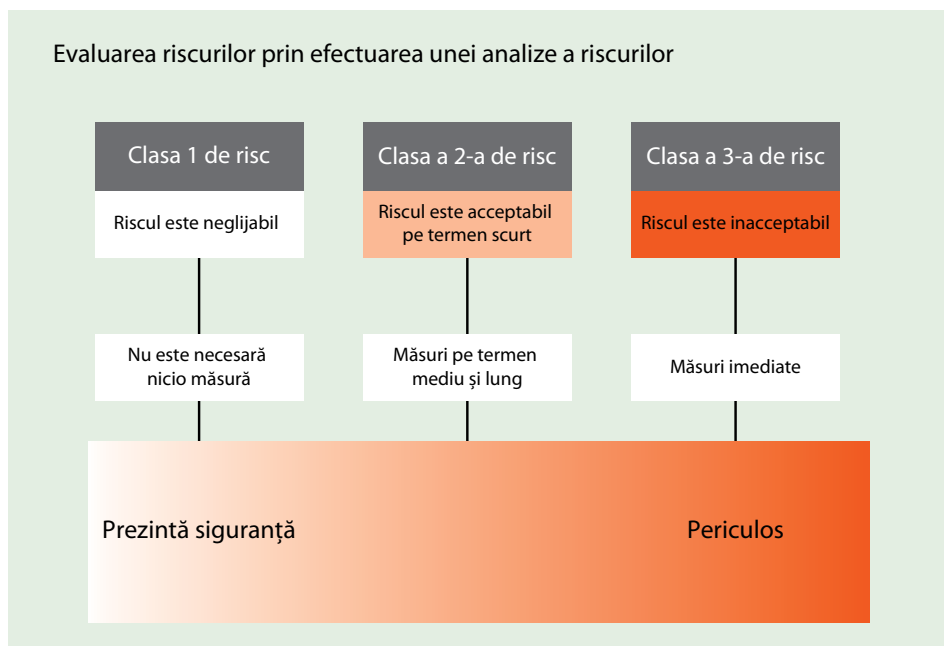 Evaluarea riscurilor prin efectuarea unei analize a riscurilor
Clasa 1 de risc
Riscul este neglijabil
Nu este necesară
nicio măsură
Clasa a 2-a de risc
Riscul este acceptabil
pe termen scurt
Măsuri pe termen
mediu și lung
Clasa a 3-a de risc
Riscul este inacceptabil
Măsuri imediate
Prezintă siguranță
Periculos